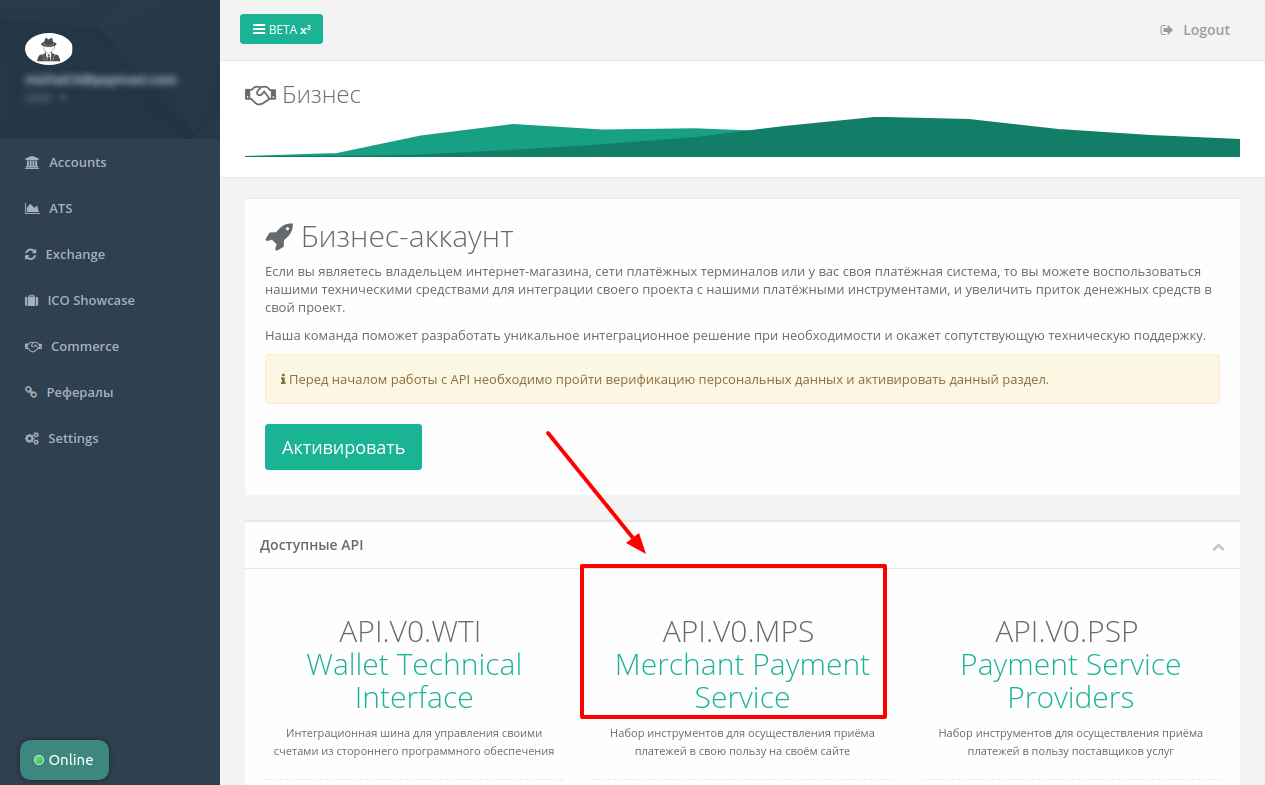 BETA x²
Logout
Accounts
ATS
Exchange
ICO Showcase
Commerce
Рефералы
Settings
Online
Бизнес
Бизнес-аккаунт
Если вы являетесь владельцем интернет-магазина, сети платёжных терминалов или у вас своя платёжная система, то вы можете воспользоваться
нашими техническими средствами для интеграции своего проекта с нашими платёжными инструментами, и увеличить приток денежных средств в
свой проект.
Наша команда поможет разработать уникальное интеграционное решение при необходимости и окажет сопутствующую техническую поддержку.
Перед началом работы с API необходимо пройти верификацию персональных данных и активировать данный раздел.
Активировать
Доступные API
API.V0.WTI
Wallet Technical
Interface
Интеграционная шина для управления своими
счетами из стороннего программного обеспечения
API.V0.MPS
Merchant Payment
Service
Набор инструментов для осуществления приёма
платежей в свою пользу на своём сайте
API.V0.PSP
Payment Service
Providers
Набор инструментов для осуществления приёма
платежей в пользу поставщиков услуг